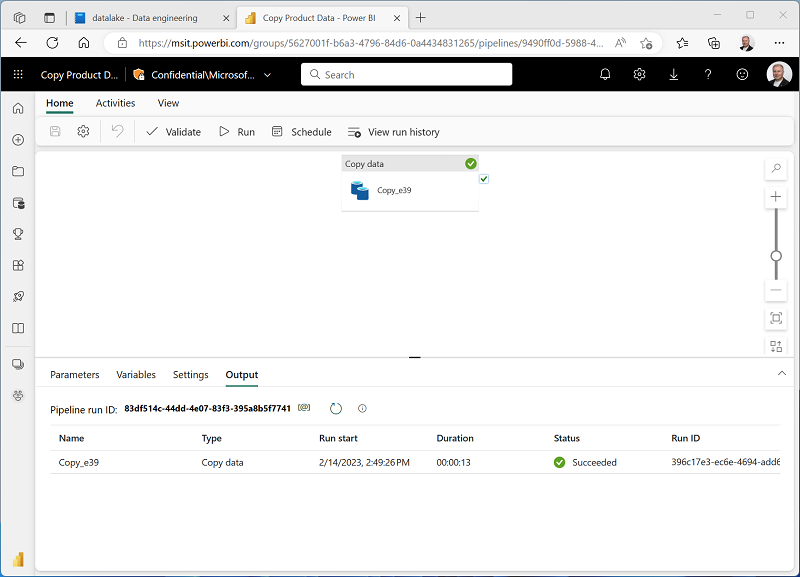 datalake - Data engineering
Copy Product Data - Power BI
https://msit.powerbi.com/groups/5627001f-b6a3-4796-84d6-0a4434831265/pipelines/9490ff0d-5988-4...
Copy Product D...
Confidential\Microsof...
Search
Home
Activities
View
Validate
Run
Schedule
View run history
Copy data
Copy_e39
Parameters
Variables
Settings
Output
Pipeline run ID: 83df514c-44dd-4e07-83f3-395a8b5f7741
Name Type Run start Duration Status Run ID
Copy_e39 Copy data 2/14/2023, 2:49:26 PM 00:00:13 Succeeded 396c17e3-ec6e-4694-add6